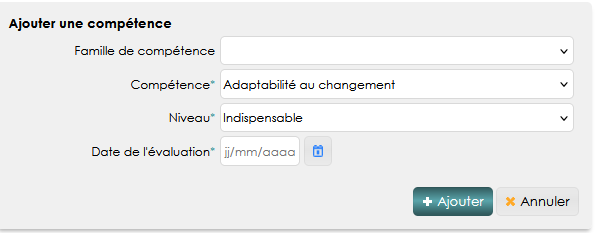 Ajouter une compétence
Famille de compétence
Compétence* Adaptabilité au changement
Niveau* Indispensable
Date de l'évaluation* jj/mm/aaaa
Ajouter Annuler